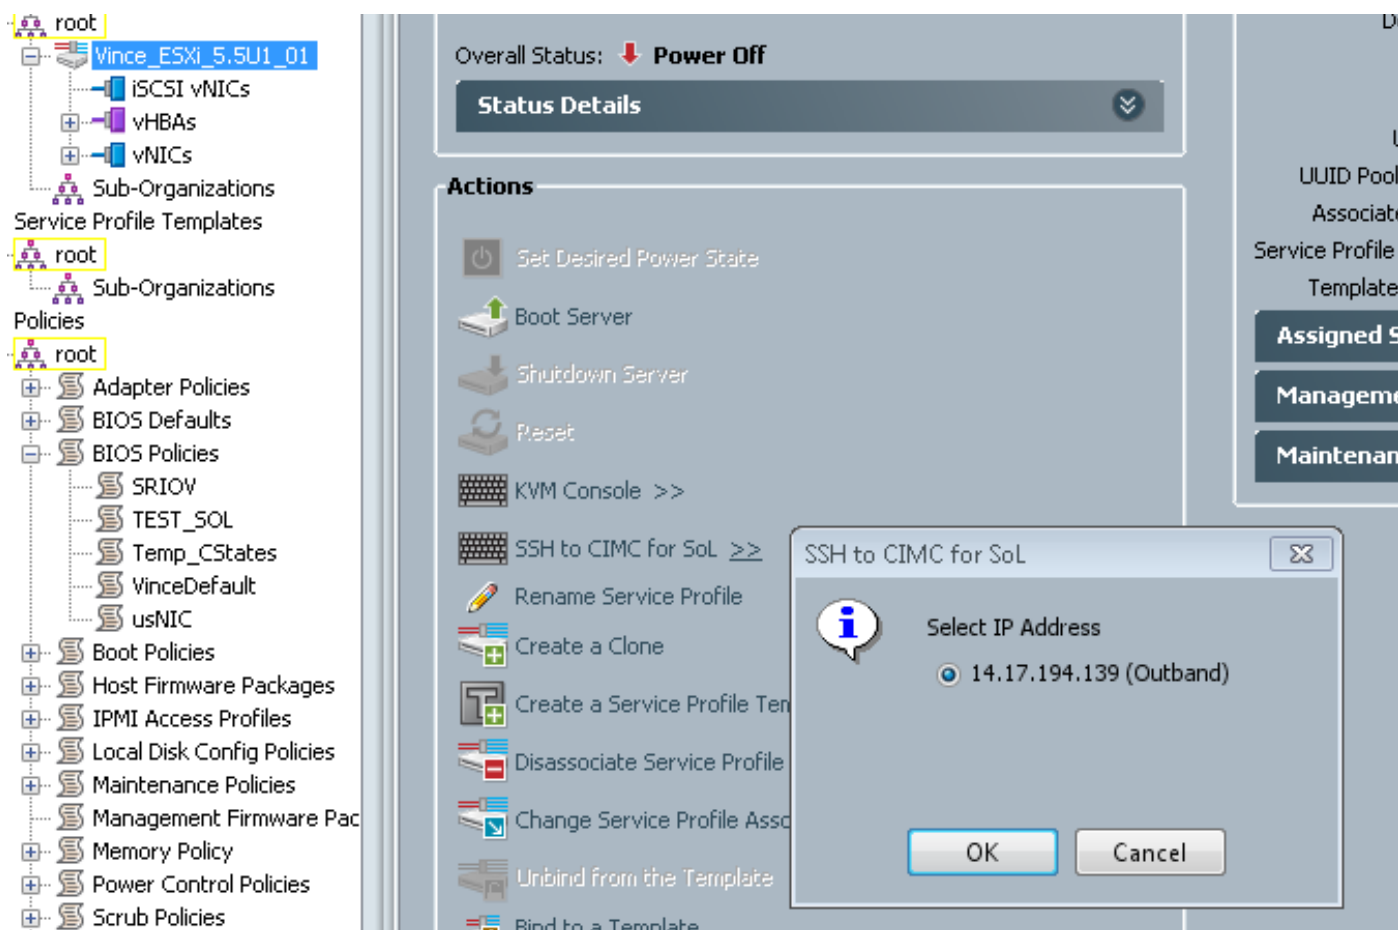 root
Vince_ESXi_5.5U1_01
iSCSI vNICs
vHBAs
vNICs
Sub-Organizations
Service Profile Templates
root
Sub-Organizations
Policies
root
Adapter Policies
BIOS Defaults
BIOS Policies
SRIOV
TEST_SOL
Temp_CStates
VinceDefault
usNIC
Boot Policies
Host Firmware Packages
IPMI Access Profiles
Local Disk Config Policies
Maintenance Policies
Management Firmware Pac
Memory Policy
Power Control Policies
Scrub Policies
Overall Status: Power Off
Status Details
Actions
Set Desired Power State
Boot Server
Shutdown Server
Reset
KVM Console >>
SSH to CIMC for SoL >>
Rename Service Profile
Create a Clone
Create a Service Profile Ten
Disassociate Service Profile
Change Service Profile Assc
Unbind from the Template
Bind to a Template
UUID Pool
Associate
Service Profile
Template
Assigned S
Manageme
Maintenan
SSH to CIMC for SoL
Select IP Address
14.17.194.139 (Outband)
OK
Cancel